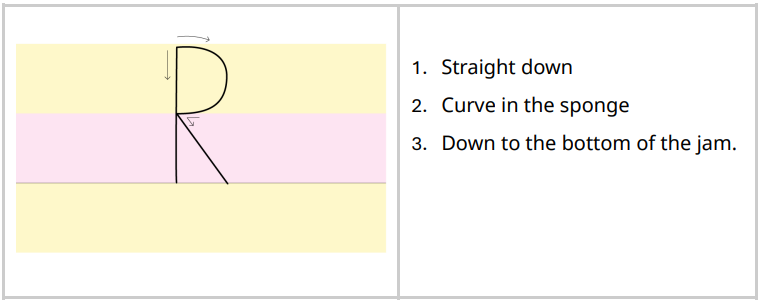 R
1. Straight down
2. Curve in the sponge
3. Down to the bottom of the jam.